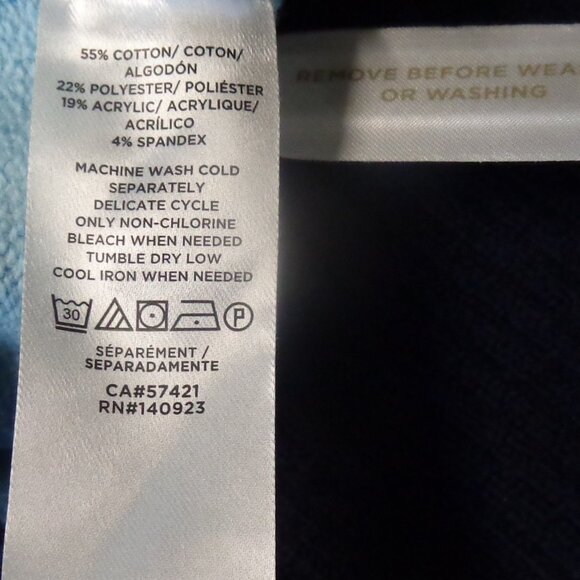 55% COTTON/ COTON/
ALGODÓN
22% POLYESTER/ POLIÉSTER
19% ACRYLIC/ ACRYLIQUE/
ACRÍLICO
4% SPANDEX
MACHINE WASH COLD
SEPARATELY
DELICATE CYCLE
ONLY NON-CHLORINE
BLEACH WHEN NEEDED
TUMBLE DRY LOW
COOL IRON WHEN NEEDED
30 P
SÉPARÉMENT /
SEPARADAMENTE
CA#57421
RN#140923
REMOVE BEFORE WEA
OR WASHING